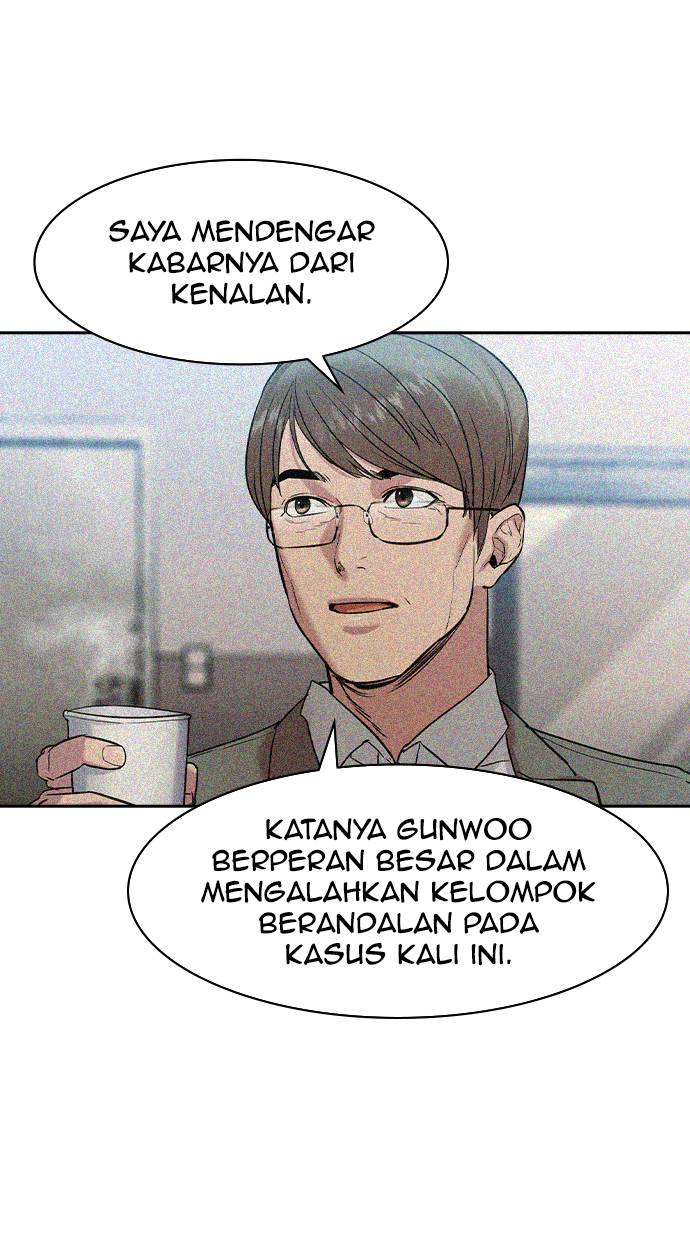 SAYA MENDENGAR
KABARNYA DARI
KENALAN.
KATANYA GUNWOO
BERPERAN BESAR DALAM
MENGALAHKAN KELOMPOK
BERANDALAN PADA
KASUS KALI INI.